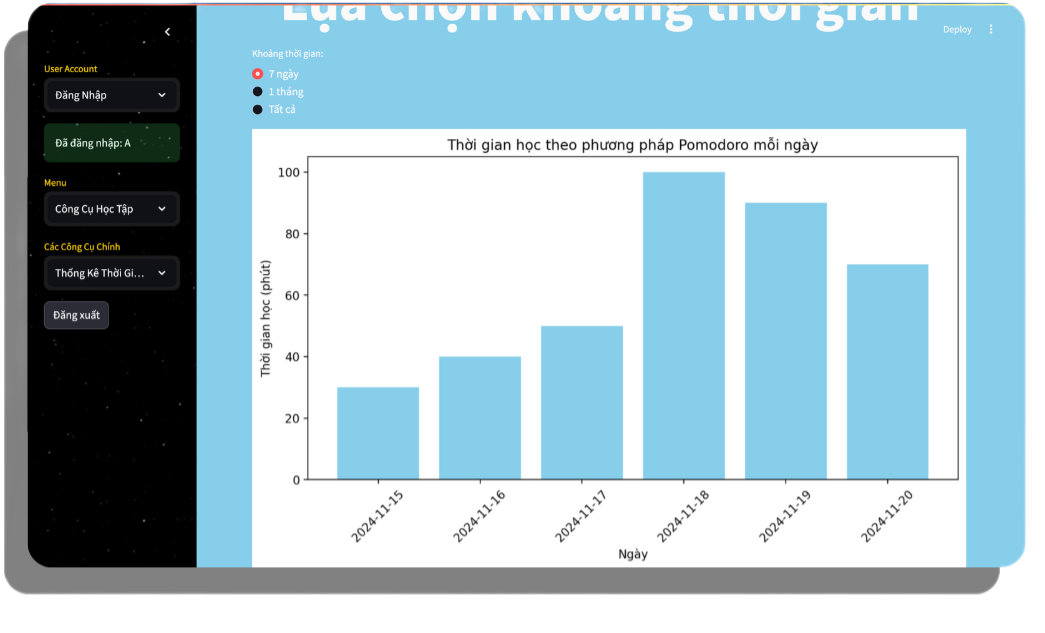 User Account
Đăng Nhập
Đã đăng nhập: A
Menu
Công Cụ Học Tập
Các Công Cụ Chính
Thống Kê Thời Gi...
Đăng xuất
Lựa chọn khoảng thời gian
Deploy
Khoảng thời gian:
7 ngày
1 tháng
Tất cả
Thời gian học theo phương pháp Pomodoro mỗi ngày
Thời gian học (phút)
100
80
60
40
20
0
2024-11-15
2024-11-16
2024-11-17
2024-11-18
2024-11-19
2024-11-20
Ngày